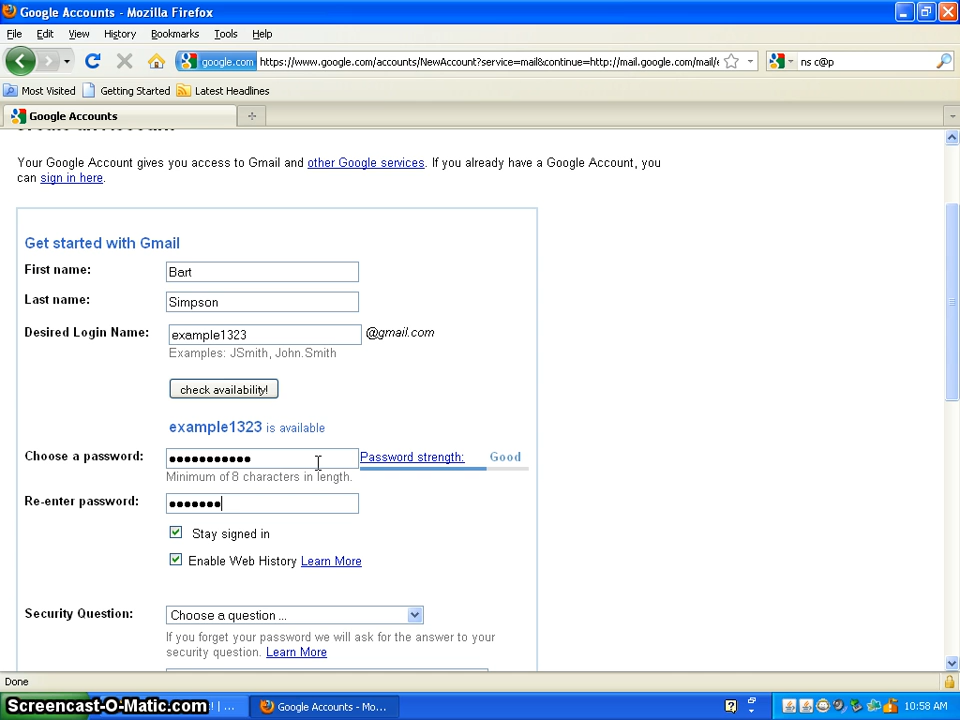 Google Accounts - Mozilla Firefox
File Edit View History Bookmarks Tools Help
google.com https://www.google.com/accounts/NewAccount?service=mail&continue=http://mail.google.com/mail/e
ns c@p
Most Visited Getting Started Latest Headlines
Google Accounts
Your Google Account gives you access to Gmail and other Google services. If you already have a Google Account, you
can sign in here.
Get started with Gmail
First name: Bart
Last name: Simpson
Desired Login Name: example1323 @gmail.com
Examples: JSmith, John.Smith
check availability!
example1323 is available
Choose a password: ●●●●●●●●●●● Password strength: Good
Minimum of 8 characters in length.
Re-enter password: ●●●●●●●
Stay signed in
Enable Web History Learn More
Security Question: Choose a question ...
If you forget your password we will ask for the answer to your
security question. Learn More
Done
Screencast-O-Matic.com ! | ... Google Accounts - Mo... 10:58 AM